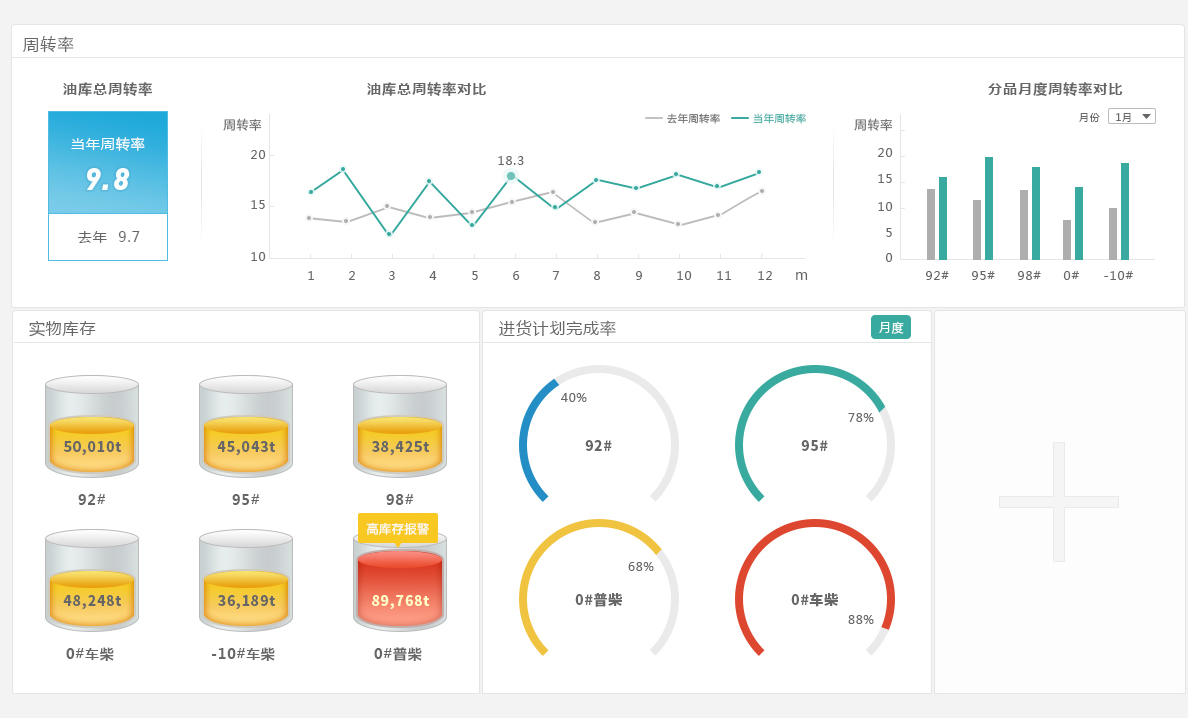 周转率
油库总周转率
当年周转率
9.8
去年 9.7
油库总周转率对比
周转率
去年周转率 当年周转率
20
15
10
18.3
1 2 3 4 5 6 7 8 9 10 11 12 m
分品月度周转率对比
月份 1月
周转率
20
15
10
5
0
92# 95# 98# 0# -10#
实物库存
50,010t 45,043t 38,425t
92# 95# 98#
高库存报警
48,248t 36,189t 89,768t
0#车柴 -10#车柴 0#普柴
进货计划完成率
月度
40%
92#
78%
95#
68%
0#普柴
0#车柴
88%